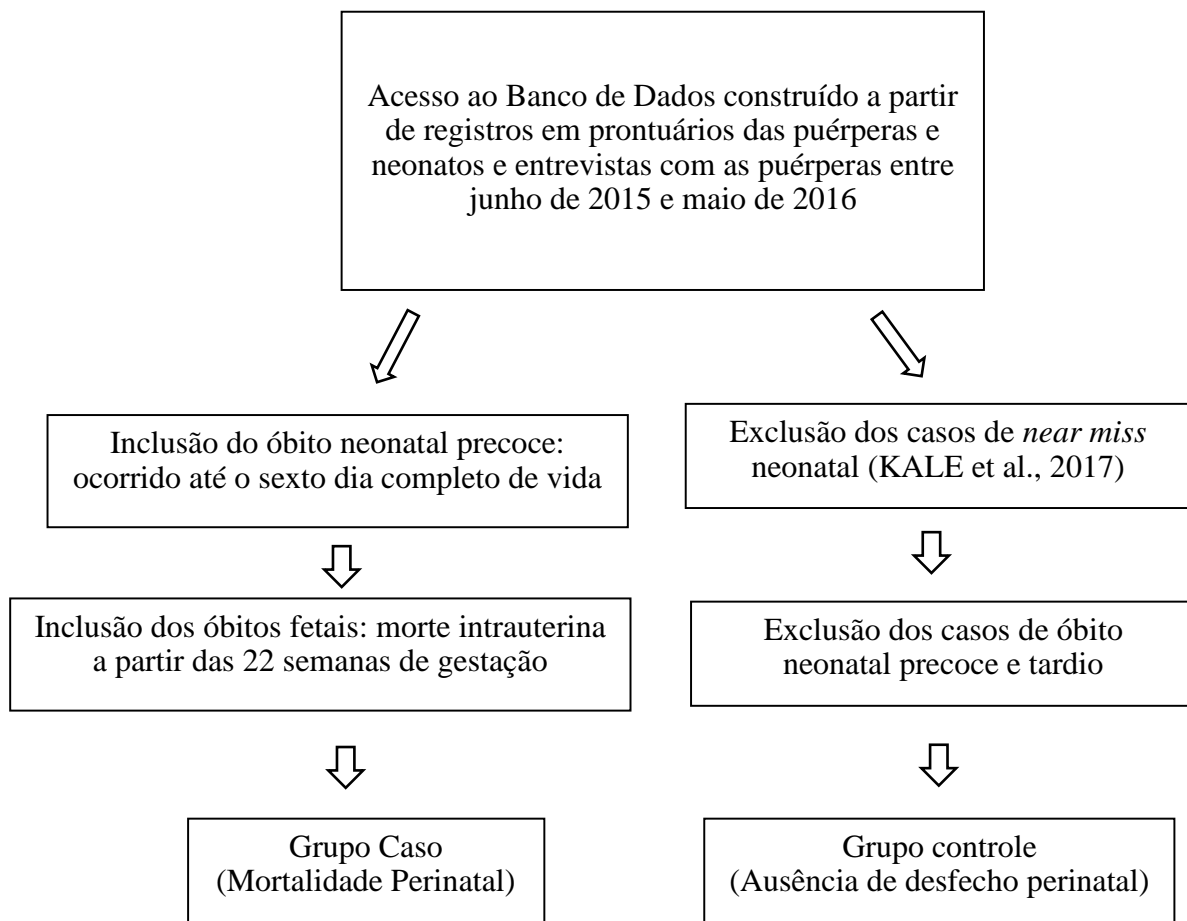 Acesso ao Banco de Dados construído a partir
de registros em prontuários das puérperas e
neonatos e entrevistas com as puérperas entre
junho de 2015 e maio de 2016
Inclusão do óbito neonatal precoce:
ocorrido até o sexto dia completo de vida
Exclusão dos casos de near miss
neonatal (KALE et al., 2017)
Inclusão dos óbitos fetais: morte intrauterina
a partir das 22 semanas de gestação
Exclusão dos casos de óbito
neonatal precoce e tardio
Grupo Caso
(Mortalidade Perinatal)
Grupo controle
(Ausência de desfecho perinatal)